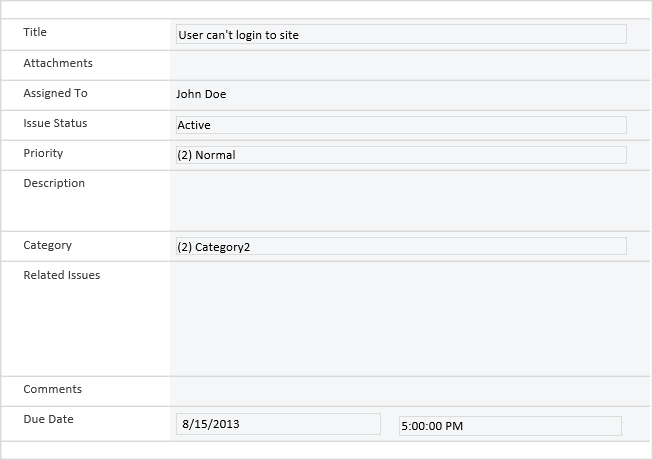 Title User can't login to site
Attachments
Assigned To John Doe
Issue Status Active
Priority (2) Normal
Description
Category (2) Category2
Related Issues
Comments
Due Date 8/15/2013 5:00:00 PM